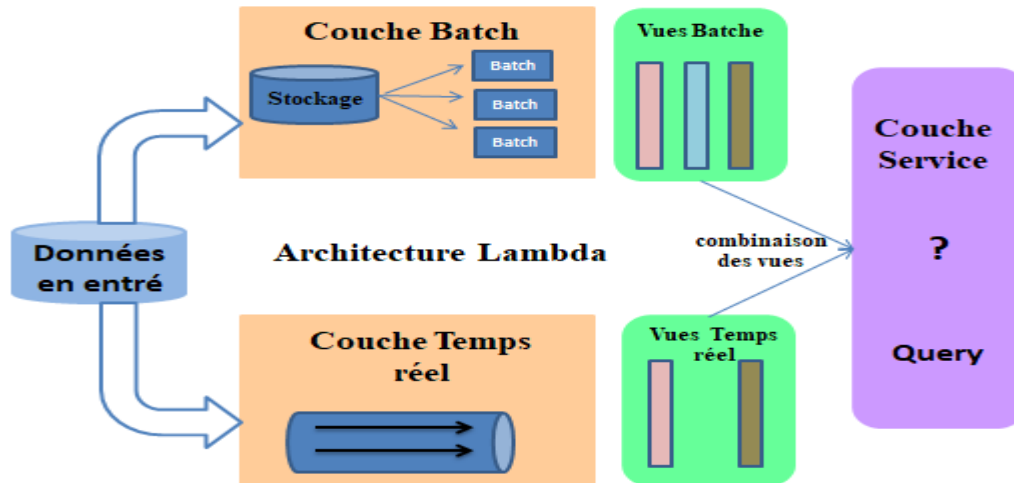 Couche Batch
Stockage
Batch
Batch
Batch
Vues Batche
Couche
Service
?
Query
Données
en entré
Architecture Lambda
combinaison
des vues
Couche Temps
réel
Vues Temps
réel